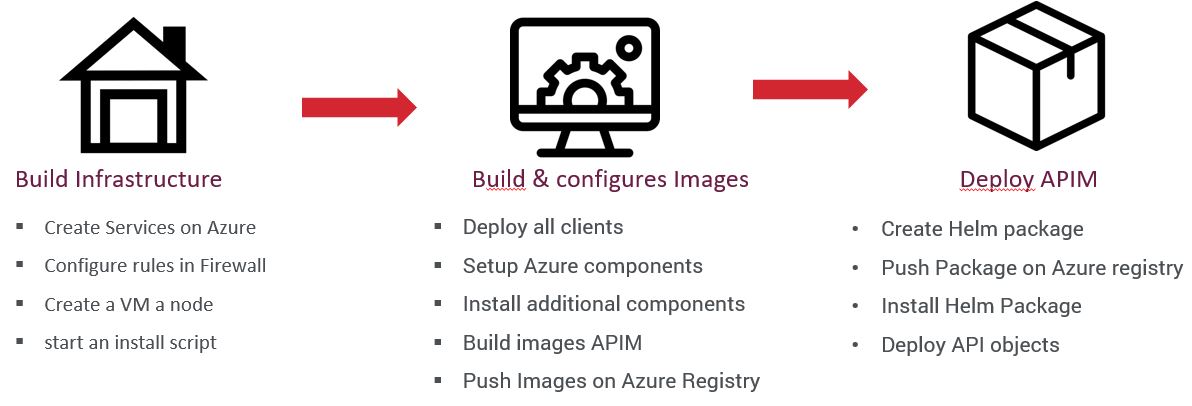 Build Infrastructure
Create Services on Azure
Configure rules in Firewall
Create a VM a node
start an install script
Build & configures Images
Deploy all clients
Setup Azure components
Install additional components
Build images APIM
Push Images on Azure Registry
Deploy APIM
Create Helm package
Push Package on Azure registry
Install Helm Package
Deploy API objects